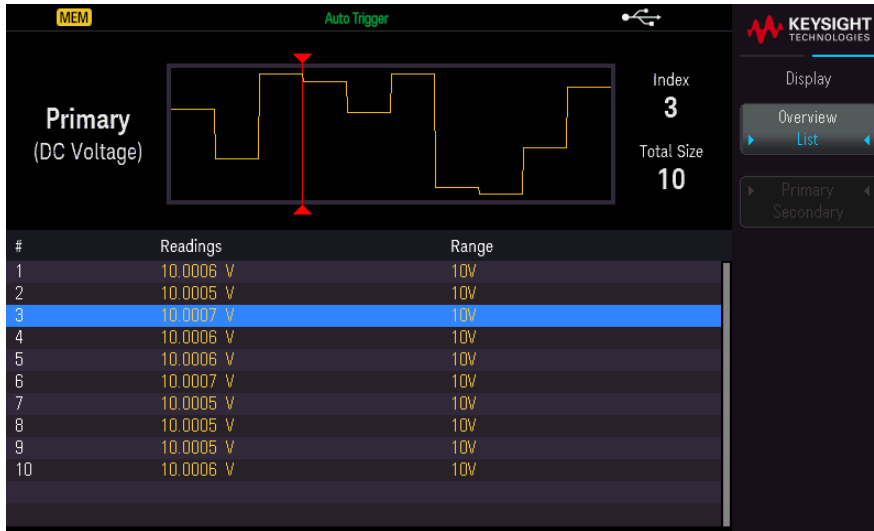 MEM Auto Trigger
KEYSIGHT
TECHNOLOGIES
Display
Overview
List
Primary
Secondary
Primary
(DC Voltage)
Index
3
Total Size
10
# Readings Range
1 10.0006 V 10V
2 10.0005 V 10V
3 10.0007 V 10V
4 10.0006 V 10V
5 10.0006 V 10V
6 10.0007 V 10V
7 10.0005 V 10V
8 10.0005 V 10V
9 10.0005 V 10V
10 10.0006 V 10V